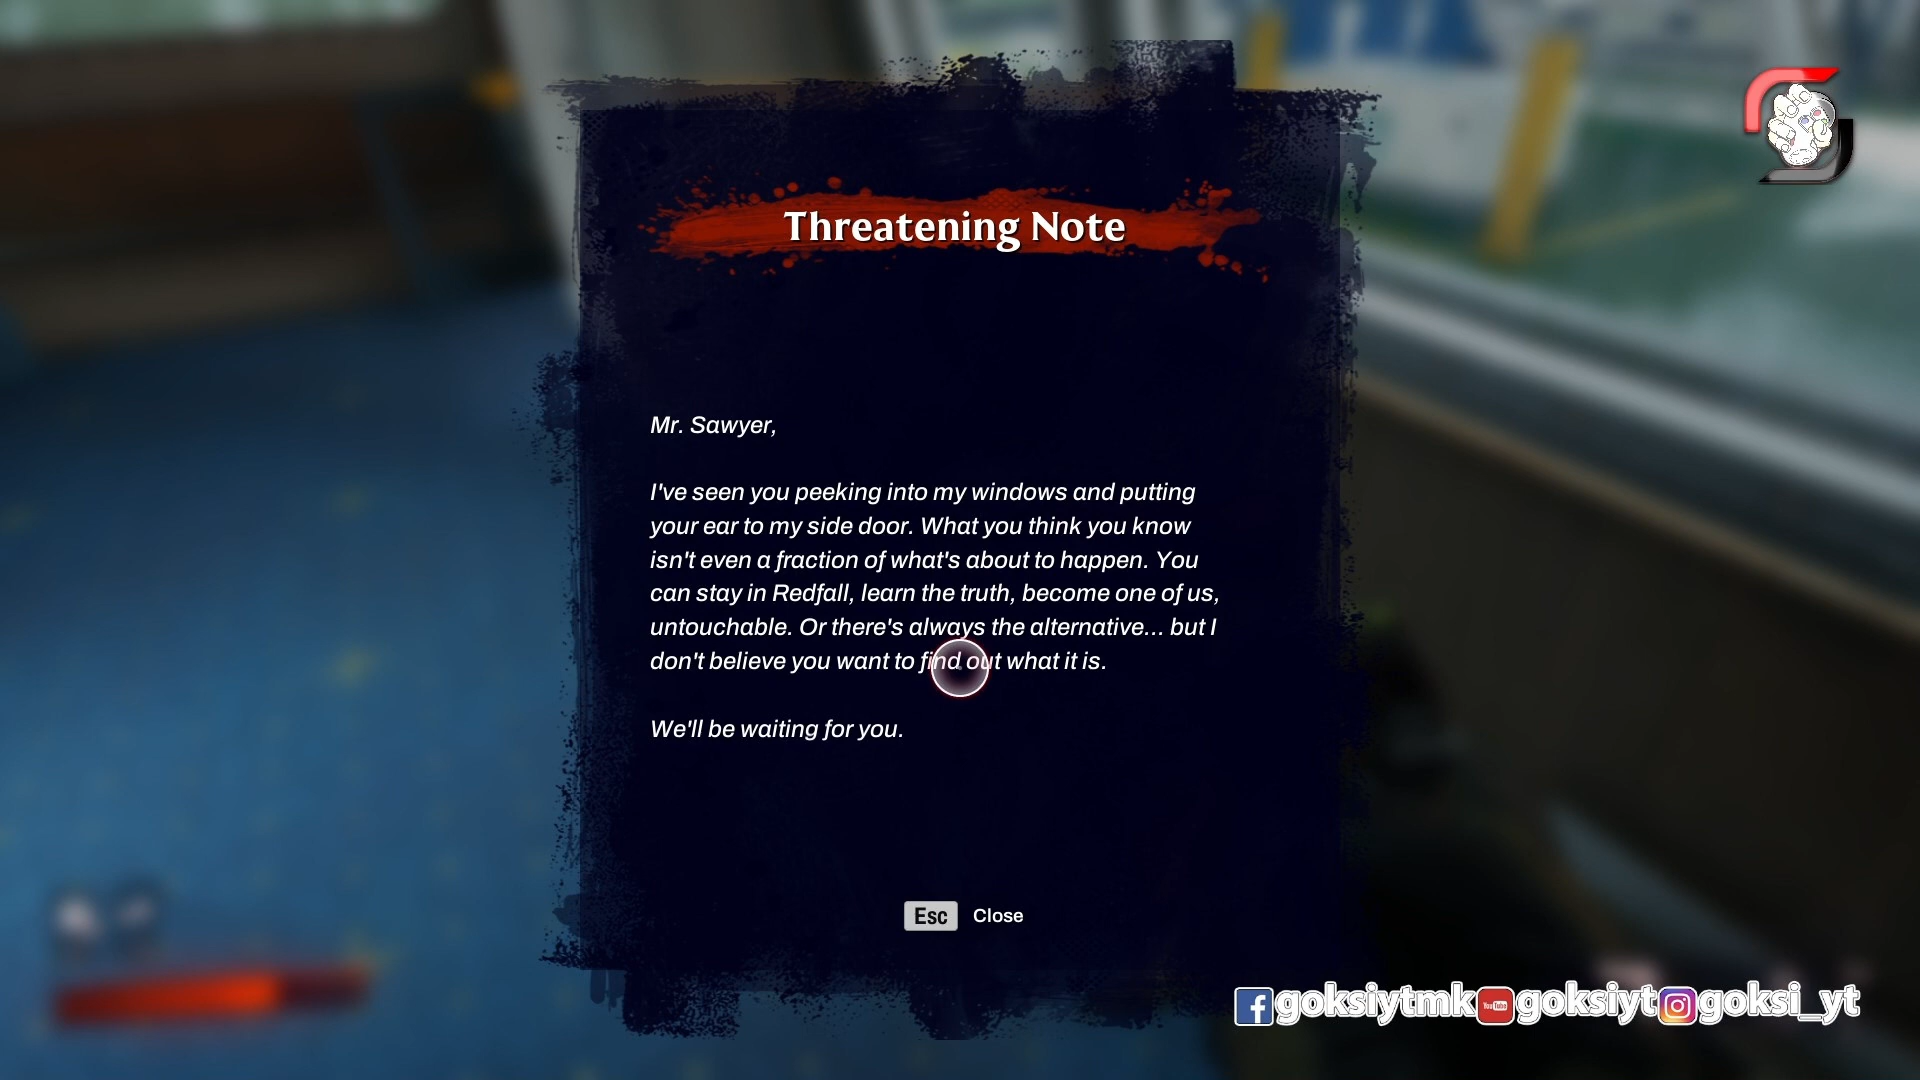 Threatening Note
Mr. Sawyer,
I've seen you peeking into my windows and putting
your ear to my side door. What you think you know
isn't even a fraction of what's about to happen. You
can stay in Redfall, learn the truth, become one of us,
untouchable. Or there's always the alternative... but I
don't believe you want to find out what it is.
We'll be waiting for you.
Esc Close
goksiytmk YouTube goksiyt goksi_yt